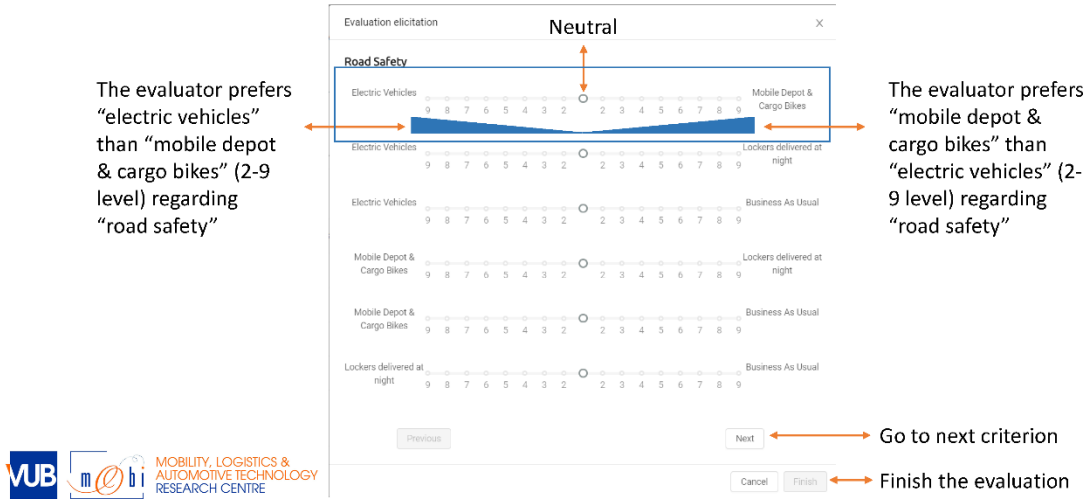 Evaluation elicitation
X
Neutral
Road Safety
Electric Vehicles
9 8 7 6 5 4 3 2 2 3 4 5 6 7 8 9
Mobile Depot &
Cargo Bikes
Electric Vehicles
9 8 7 6 5 4 3 2 2 3 4 5 6 7 8 9
Lockers delivered at
night
Electric Vehicles
9 8 7 6 5 4 3 2 2 3 4 5 6 7 8 9
Business As Usual
Mobile Depot &
Cargo Bikes
9 8 7 6 5 4 3 2 2 3 4 5 6 7 8 9
Lockers delivered at
night
Mobile Depot &
Cargo Bikes
9 8 7 6 5 4 3 2 2 3 4 5 6 7 8 9
Business As Usual
Lockers delivered at
night
9 8 7 6 5 4 3 2 2 3 4 5 6 7 8 9
Business As Usual
Previous
Next
Cancel
Finish
The evaluator prefers
“electric vehicles”
than “mobile depot
& cargo bikes” (2-9
level) regarding
“road safety”
The evaluator prefers
“mobile depot &
cargo bikes” than
“electric vehicles” (2-
9 level) regarding
“road safety”
Go to next criterion
Finish the evaluation
VUB
mobi
MOBILITY, LOGISTICS &
AUTOMOTIVE TECHNOLOGY
RESEARCH CENTRE